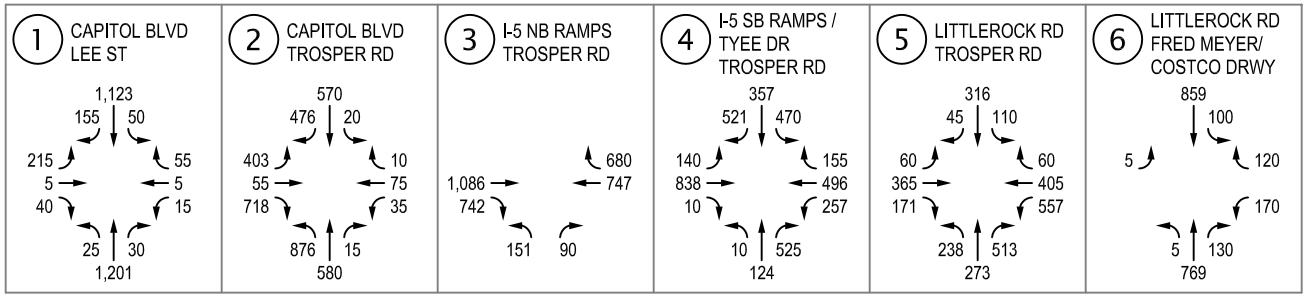 1 CAPITOL BLVD
LEE ST
1,123
155 50
215 55
5 5
40 15
25 30
1,201
2 CAPITOL BLVD
TROSPER RD
570
476 20
403 10
55 75
718 35
876 15
580
3 I-5 NB RAMPS
TROSPER RD
680
1,086 747
742
151 90
4 I-5 SB RAMPS /
TYEE DR
TROSPER RD
357
521 470
140 155
838 496
10 257
10 525
124
5 LITTLEROCK RD
TROSPER RD
316
45 110
60 60
365 405
171 557
238 513
273
6 LITTLEROCK RD
FRED MEYER/
COSTCO DRWY
859
100
5 120
170
5 130
769